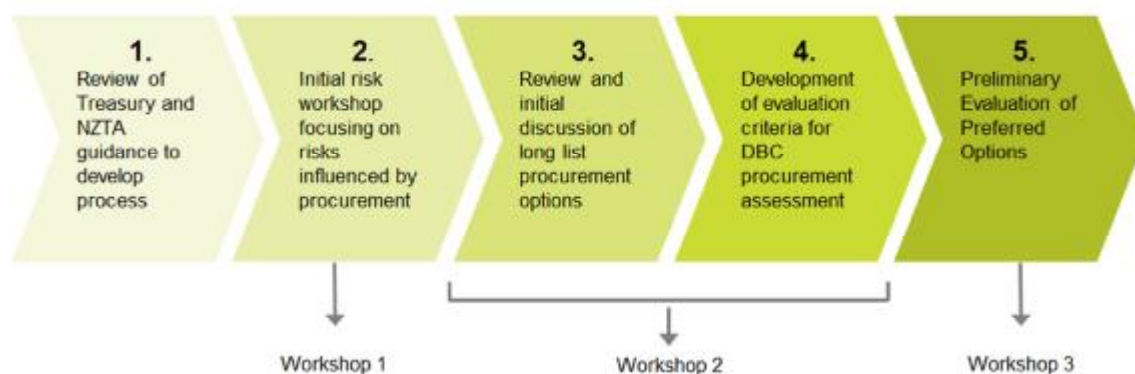 1.
Review of
Treasury and
NZTA
guidance to
develop
process
2.
Initial risk
workshop
focusing on
risks
influenced by
procurement
3.
Review and
initial
discussion of
long list
procurement
options
4.
Development
of evaluation
criteria for
DBC
procurement
assessment
5.
Preliminary
Evaluation of
Preferred
Options
Workshop 1
Workshop 2
Workshop 3